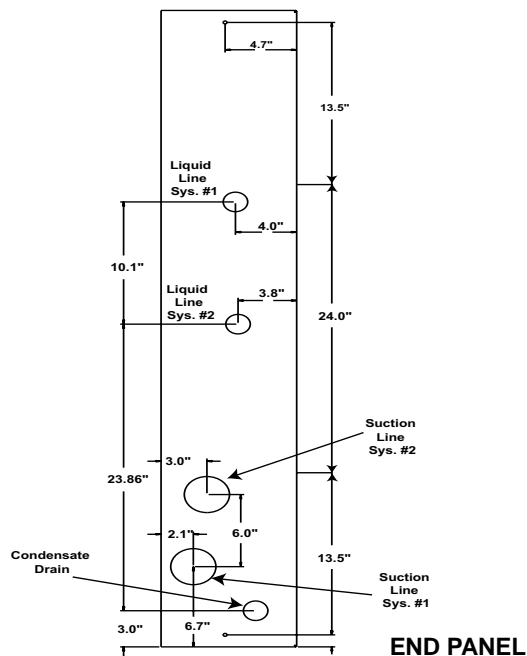 4.7"
13.5"
Liquid
Line
Sys. #1
4.0"
10.1"
3.8"
Liquid
Line
Sys. #2
24.0"
Suction
Line
Sys. #2
3.0"
23.86"
6.0"
2.1"
13.5"
Condensate
Drain
Suction
Line
Sys. #1
6.7"
3.0"
END PANEL